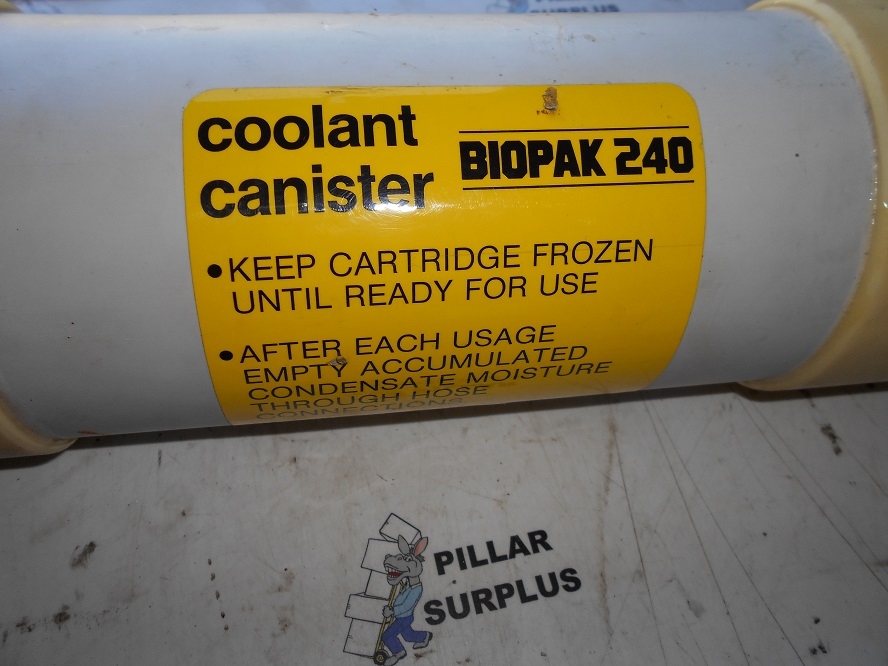 coolant
canister
BIOPAK 240
• KEEP CARTRIDGE FROZEN
UNTIL READY FOR USE
• AFTER EACH USAGE
EMPTY ACCUMULATED
CONDENSATE MOISTURE
THROUGH HOSE
CONNECTIONS
PILLAR
SURPLUS